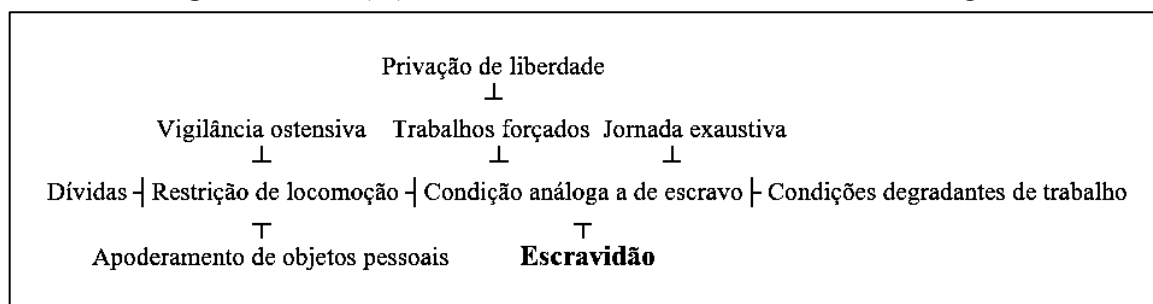 Privação de liberdade
⊥
Vigilância ostensiva Trabalhos forçados Jornada exaustiva
⊥ ⊥ ⊥
Dívidas ┤Restrição de locomoção ┤Condição análoga a de escravo├ Condições degradantes de trabalho
┬ ┬
Apoderamento de objetos pessoais Escravidão